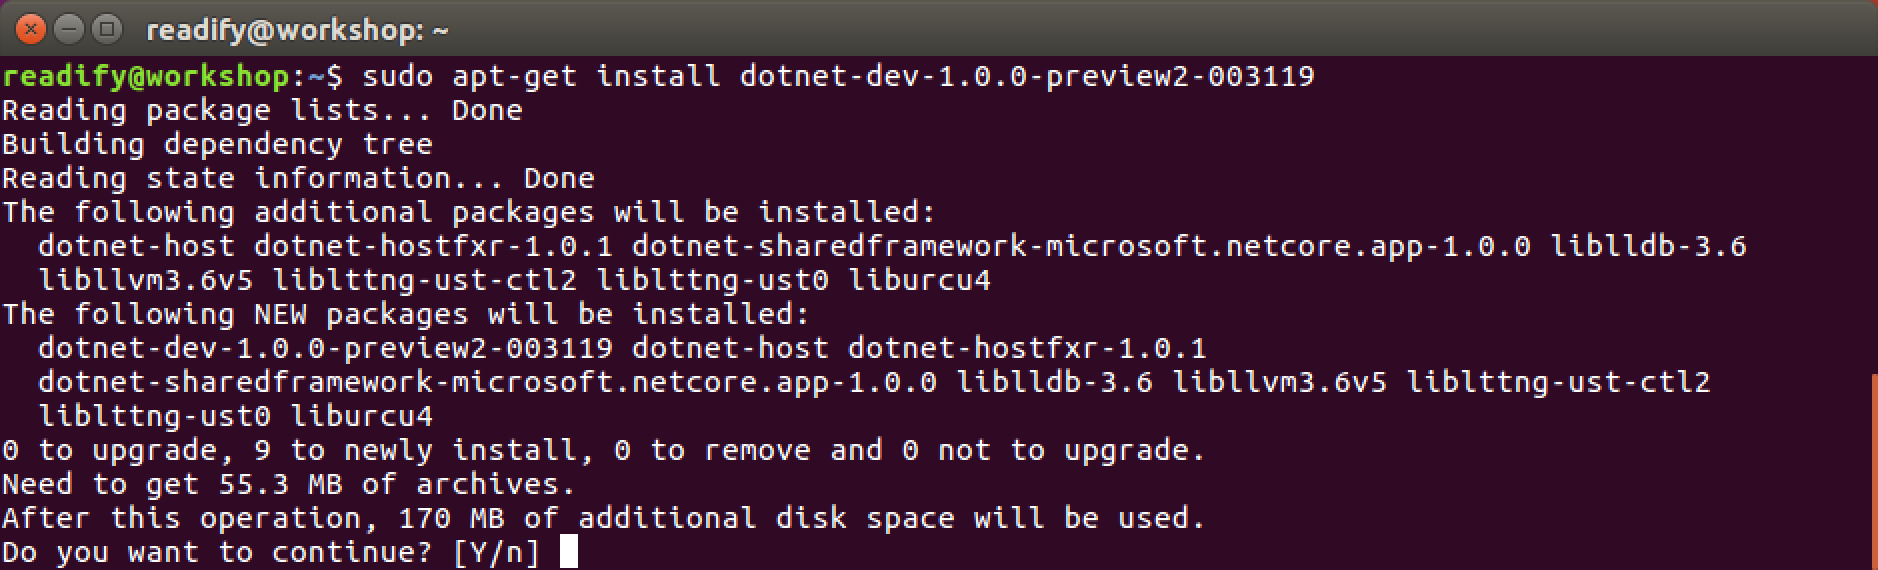 readify@workshop: ~
readify@workshop:~$ sudo apt-get install dotnet-dev-1.0.0-preview2-003119
Reading package lists... Done
Building dependency tree
Reading state information... Done
The following additional packages will be installed:
  dotnet-host dotnet-hostfxr-1.0.1 dotnet-sharedframework-microsoft.netcore.app-1.0.0 liblldb-3.6
  libllvm3.6v5 liblttng-ust-ctl2 liblttng-ust0 liburcu4
The following NEW packages will be installed:
  dotnet-dev-1.0.0-preview2-003119 dotnet-host dotnet-hostfxr-1.0.1
  dotnet-sharedframework-microsoft.netcore.app-1.0.0 liblldb-3.6 libllvm3.6v5 liblttng-ust-ctl2
  liblttng-ust0 liburcu4
0 to upgrade, 9 to newly install, 0 to remove and 0 not to upgrade.
Need to get 55.3 MB of archives.
After this operation, 170 MB of additional disk space will be used.
Do you want to continue? [Y/n]